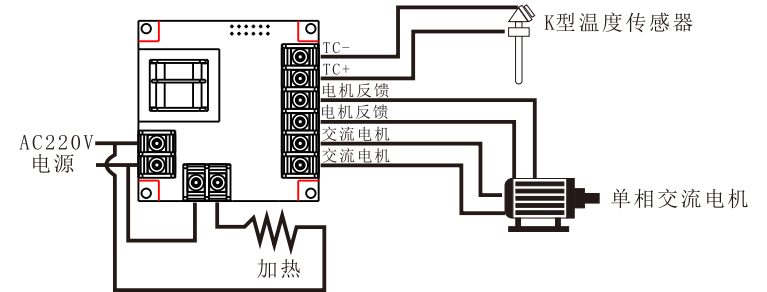 TC-
K型温度传感器
TC+
电机反馈
电机反馈
交流电机
AC220V
电源
交流电机
单相交流电机
加热